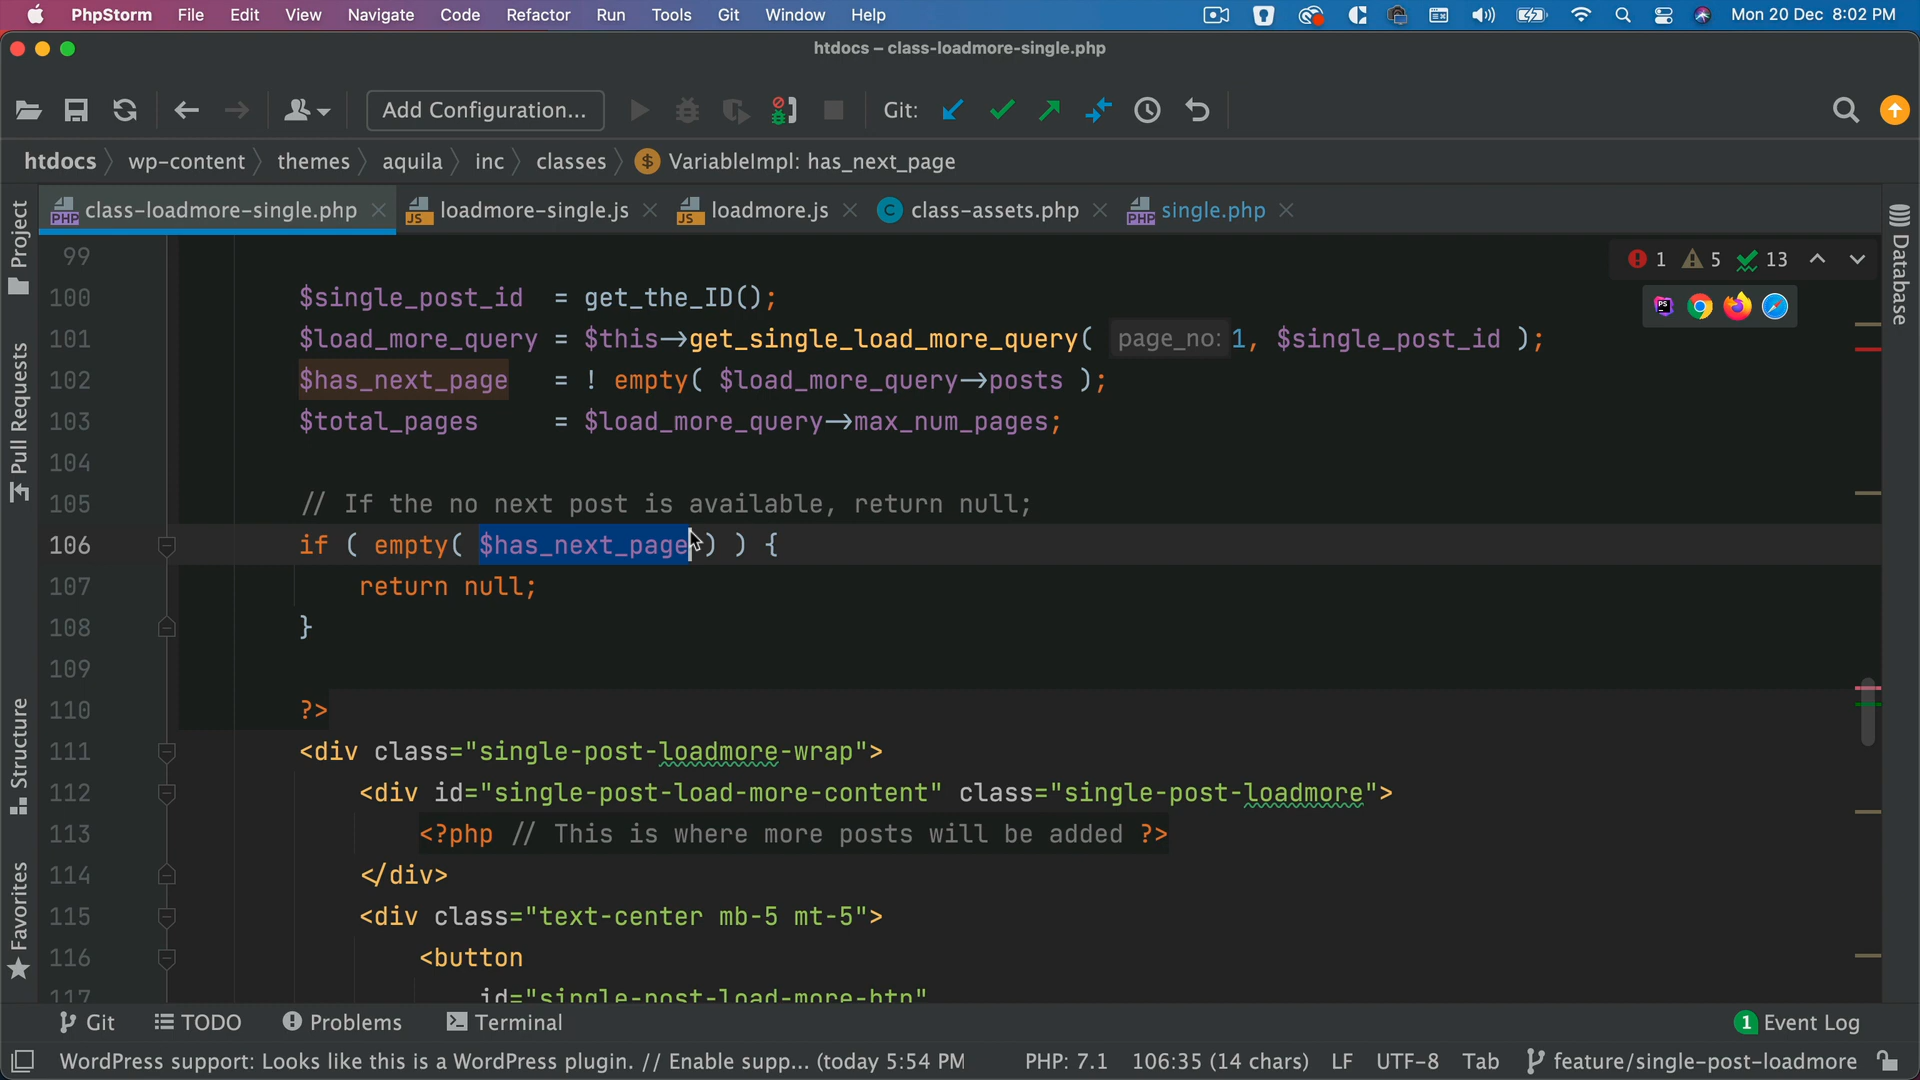 PhpStorm File Edit View Navigate Code Refactor Run Tools Git Window Help Mon 20 Dec 8:02 PM
htdocs – class-loadmore-single.php
Add Configuration... Git:
htdocs wp-content themes aquila inc classes $ VariableImpl: has_next_page
class-loadmore-single.php loadmore-single.js loadmore.js class-assets.php single.php
Project
Pull Requests
Structure
Favorites
Database
1 5 13
99
100 $single_post_id = get_the_ID();
101 $load_more_query = $this->get_single_load_more_query( page_no: 1, $single_post_id );
102 $has_next_page = ! empty( $load_more_query->posts );
103 $total_pages = $load_more_query->max_num_pages;
104
105 // If the no next post is available, return null;
106 if ( empty( $has_next_page ) ) {
107 return null;
108 }
109
110 ?>
111 <div class="single-post-loadmore-wrap">
112 <div id="single-post-load-more-content" class="single-post-loadmore">
113 <?php // This is where more posts will be added ?>
114 </div>
115 <div class="text-center mb-5 mt-5">
116 <button
117 id="single-post-load-more-btn"
Git TODO Problems Terminal 1 Event Log
WordPress support: Looks like this is a WordPress plugin. // Enable supp... (today 5:54 PM PHP: 7.1 106:35 (14 chars) LF UTF-8 Tab feature/single-post-loadmore